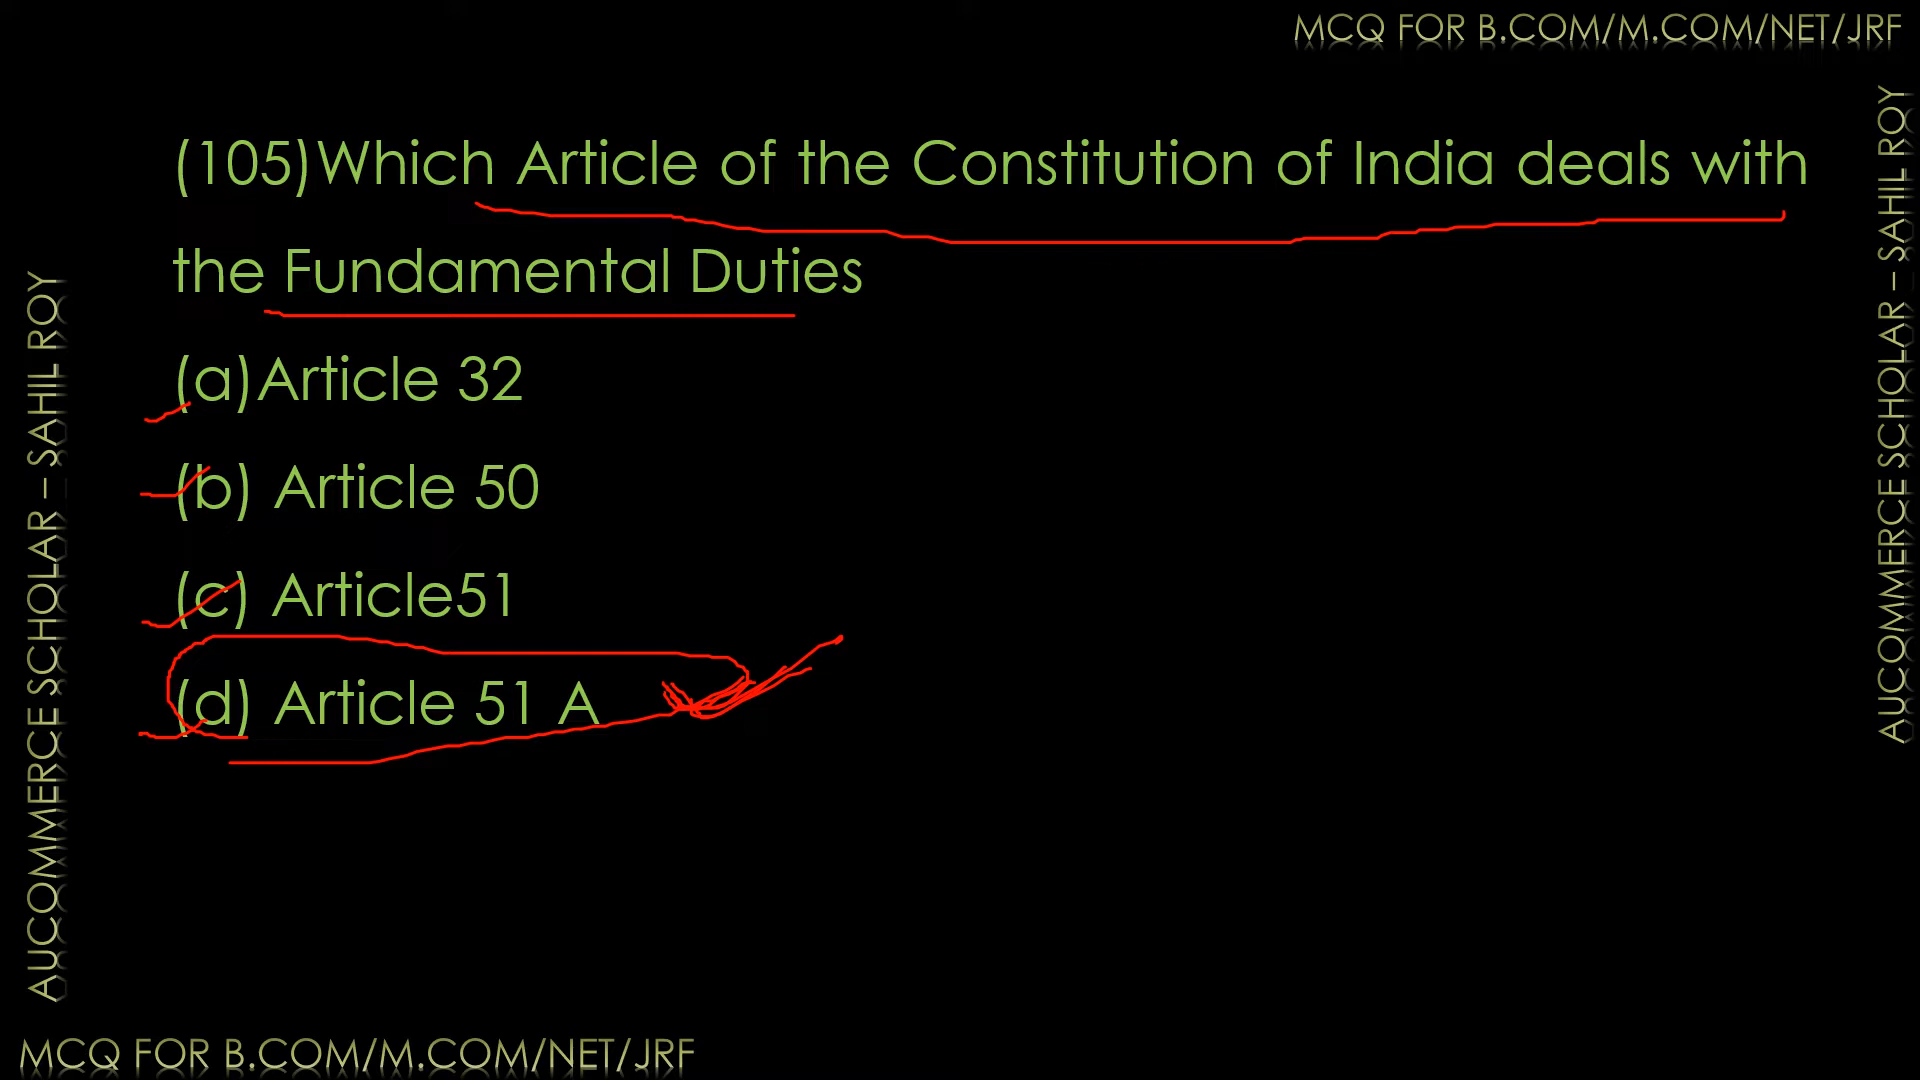 MCQ FOR B.COM/M.COM/NET/JRF
(105)Which Article of the Constitution of India deals with
the Fundamental Duties
(a)Article 32
(b) Article 50
(c) Article51
(d) Article 51 A
AUCOMMERCE SCHOLAR – SAHIL ROY
AUCOMMERCE SCHOLAR – SAHIL ROY
MCQ FOR B.COM/M.COM/NET/JRF